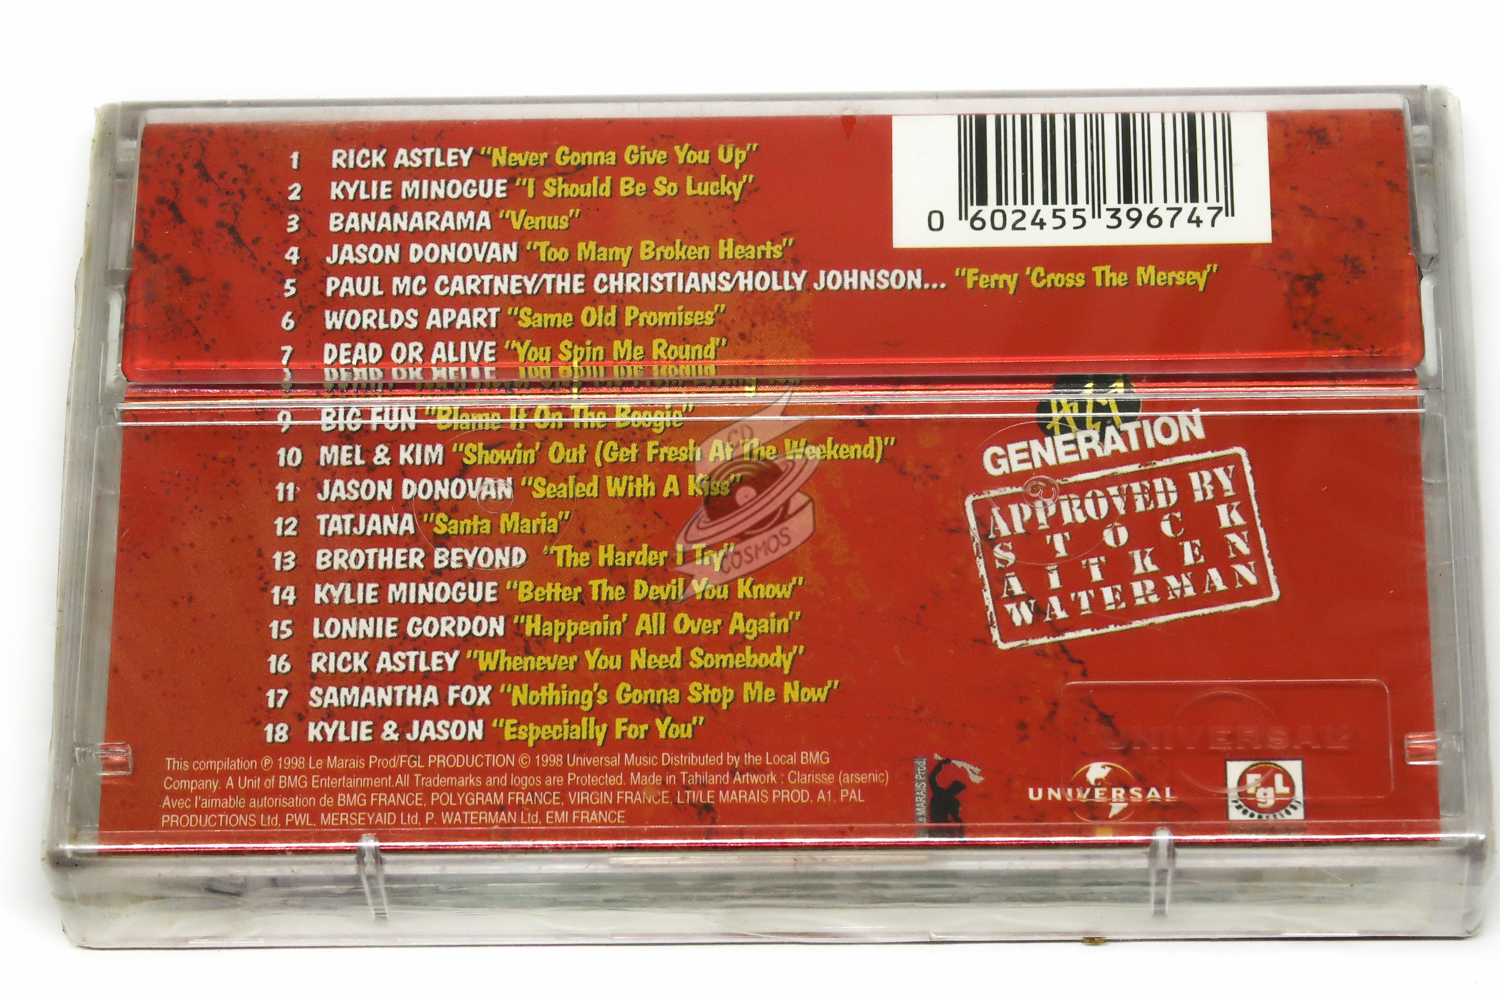 1 RICK ASTLEY "Never Gonna Give You Up"
2 KYLIE MINOGUE "I Should Be So Lucky"
3 BANANARAMA "Venus"
4 JASON DONOVAN "Too Many Broken Hearts"
5 PAUL MC CARTNEY/THE CHRISTIANS/HOLLY JOHNSON... "Ferry 'Cross The Mersey"
6 WORLDS APART "Same Old Promises"
7 DEAD OR ALIVE "You Spin Me Round"
9 BIG FUN "Blame It On The Boogie"
10 MEL & KIM "Showin' Out (Get Fresh At The Weekend)"
11 JASON DONOVAN "Sealed With A Kiss"
12 TATJANA "Santa Maria"
13 BROTHER BEYOND "The Harder I Try"
14 KYLIE MINOGUE "Better The Devil You Know"
15 LONNIE GORDON "Happenin' All Over Again"
16 RICK ASTLEY "Whenever You Need Somebody"
17 SAMANTHA FOX "Nothing's Gonna Stop Me Now"
18 KYLIE & JASON "Especially For You"
0 602455 396747
GENERATION
APPROVED BY
STOCK
AITKEN
WATERMAN
CD
COSMOS
This compilation ℗ 1998 Le Marais Prod/FGL PRODUCTION © 1998 Universal Music Distributed by the Local BMG
Company. A Unit of BMG Entertainment.All Trademarks and logos are Protected. Made in Tahiland Artwork : Clarisse (arsenic)
Avec l'aimable autorisation de BMG FRANCE, POLYGRAM FRANCE, VIRGIN FRANCE, LTI/LE MARAIS PROD, A1. PAL
PRODUCTIONS Ltd, PWL, MERSEYAID Ltd, P. WATERMAN Ltd, EMI FRANCE
MARAIS Prod.
UNIVERSAL
UNIVERSAL
FgL
PRODUCTIONS